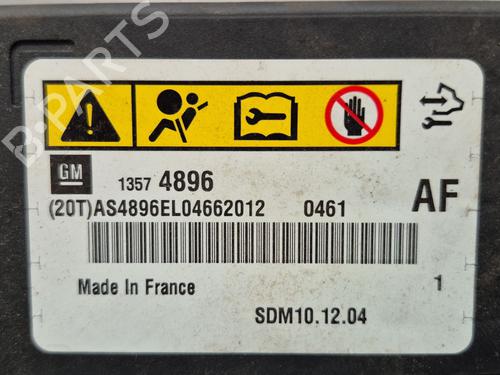 B-PARTS
GM 1357 4896 AF
(20T)AS4896EL04662012 0461
Made In France 1
SDM10.12.04